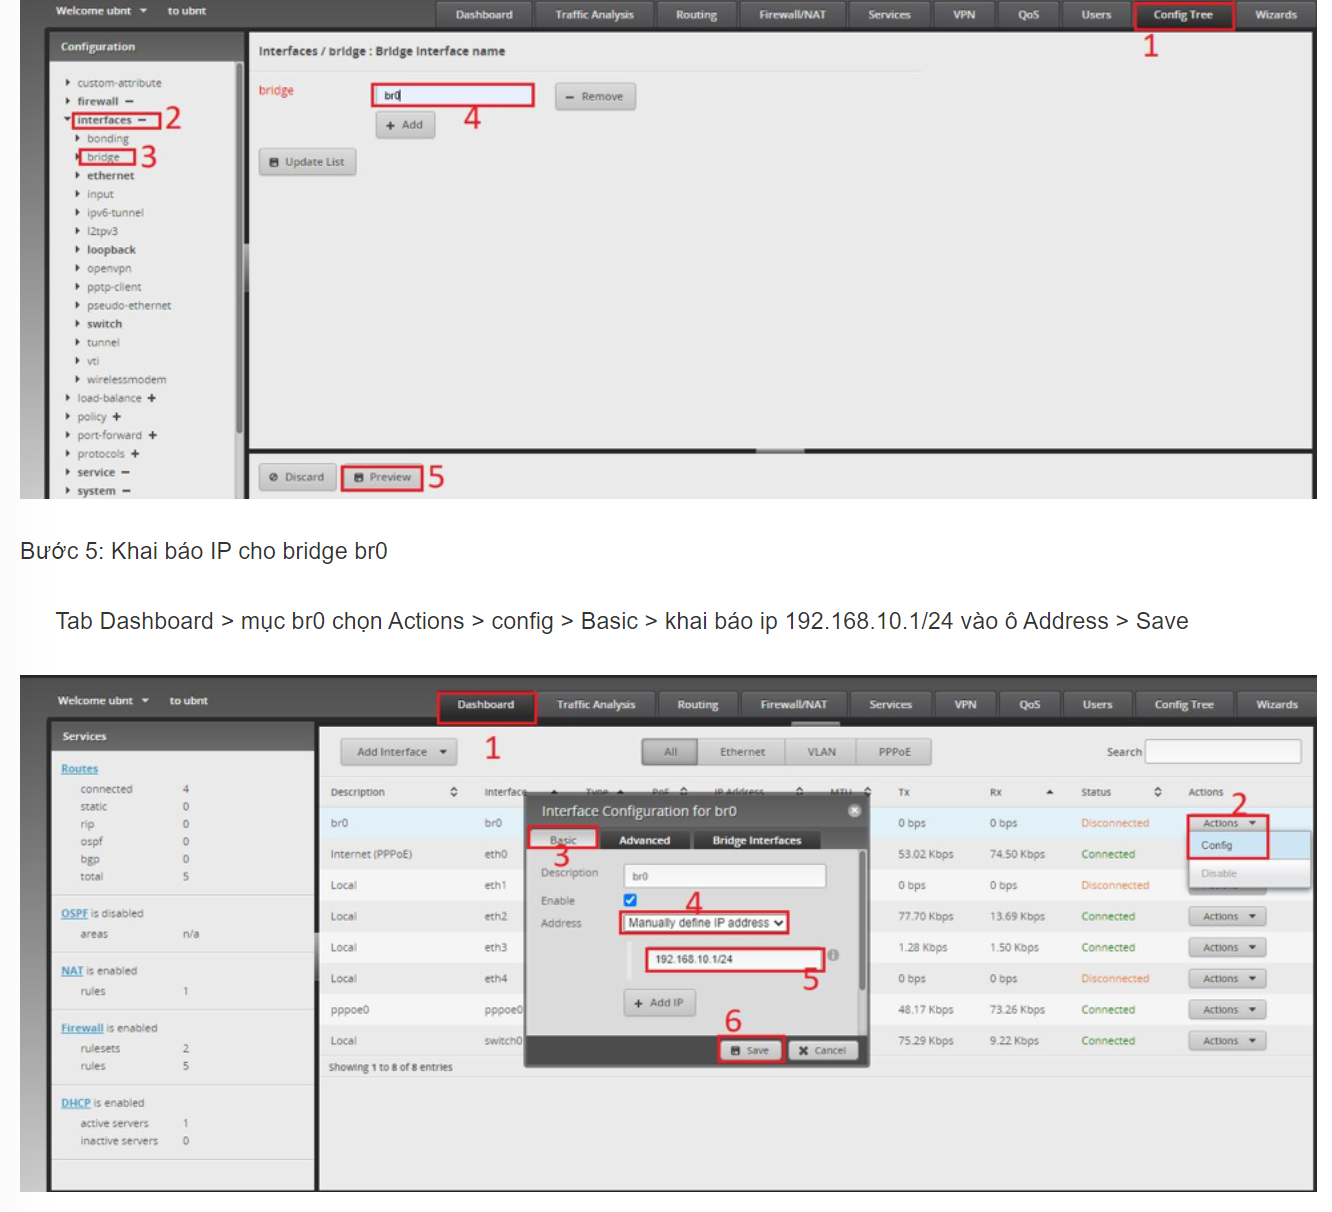 Welcome ubnt to ubnt Dashboard Traffic Analysis Routing Firewall/NAT Services VPN QoS Users Config Tree Wizards
1
Configuration
custom-attribute
firewall
interfaces 2
bonding
bridge 3
ethernet
input
ipv6-tunnel
l2tpv3
loopback
openvpn
pptp-client
pseudo-ethernet
switch
tunnel
vti
wirelessmodem
load-balance +
policy +
port-forward +
protocols +
service
system
Interfaces / bridge : Bridge Interface name
bridge br0 Remove
4
+ Add
Update List
Discard Preview 5
Bước 5: Khai báo IP cho bridge br0
Tab Dashboard > mục br0 chọn Actions > config > Basic > khai báo ip 192.168.10.1/24 vào ô Address > Save
Welcome ubnt to ubnt Dashboard Traffic Analysis Routing Firewall/NAT Services VPN QoS Users Config Tree Wizards
1
Services
Routes
connected 4
static 0
rip 0
ospf 0
bgp 0
total 5
OSPF is disabled
areas n/a
NAT is enabled
rules 1
Firewall is enabled
rulesets 2
rules 5
DHCP is enabled
active servers 1
inactive servers 0
Add Interface All Ethernet VLAN PPPoE Search
Description Interface Type PoE IP Address MTU Tx Rx Status Actions
2
br0 br0 0 bps 0 bps Disconnected Actions
Config
Disable
Internet (PPPoE) eth0 53.02 Kbps 74.50 Kbps Connected
Local eth1 0 bps 0 bps Disconnected
Local eth2 77.70 Kbps 13.69 Kbps Connected Actions
Local eth3 1.28 Kbps 1.50 Kbps Connected Actions
Local eth4 0 bps 0 bps Disconnected Actions
pppoe0 pppoe0 48.17 Kbps 73.26 Kbps Connected Actions
Local switch0 75.29 Kbps 9.22 Kbps Connected Actions
Showing 1 to 8 of 8 entries
Interface Configuration for br0
Basic Advanced Bridge Interfaces
3
Description br0
Enable
4
Address Manually define IP address
192.168.10.1/24
5
+ Add IP
6
Save Cancel